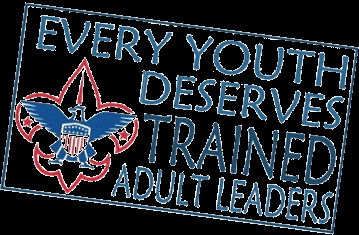 EVERY YOUTH
DESERVES
TRAINED
ADULT LEADERS